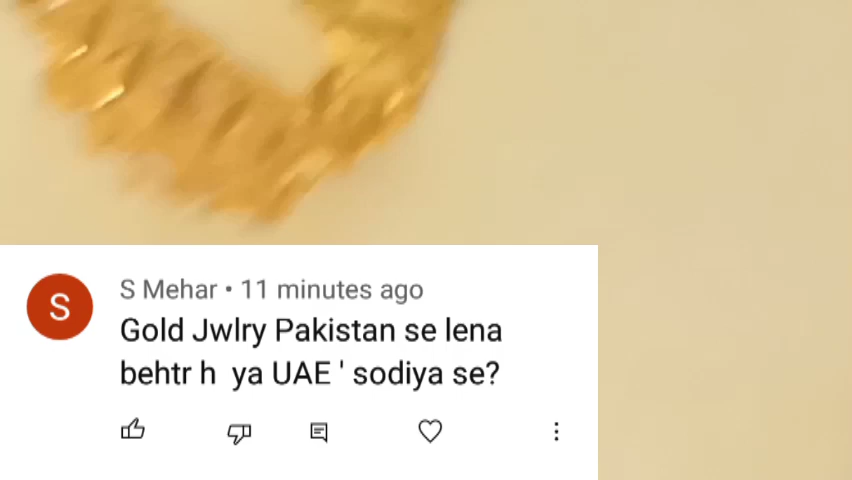 S
S Mehar • 11 minutes ago
Gold Jwlry Pakistan se lena
behtr h ya UAE ' sodiya se?